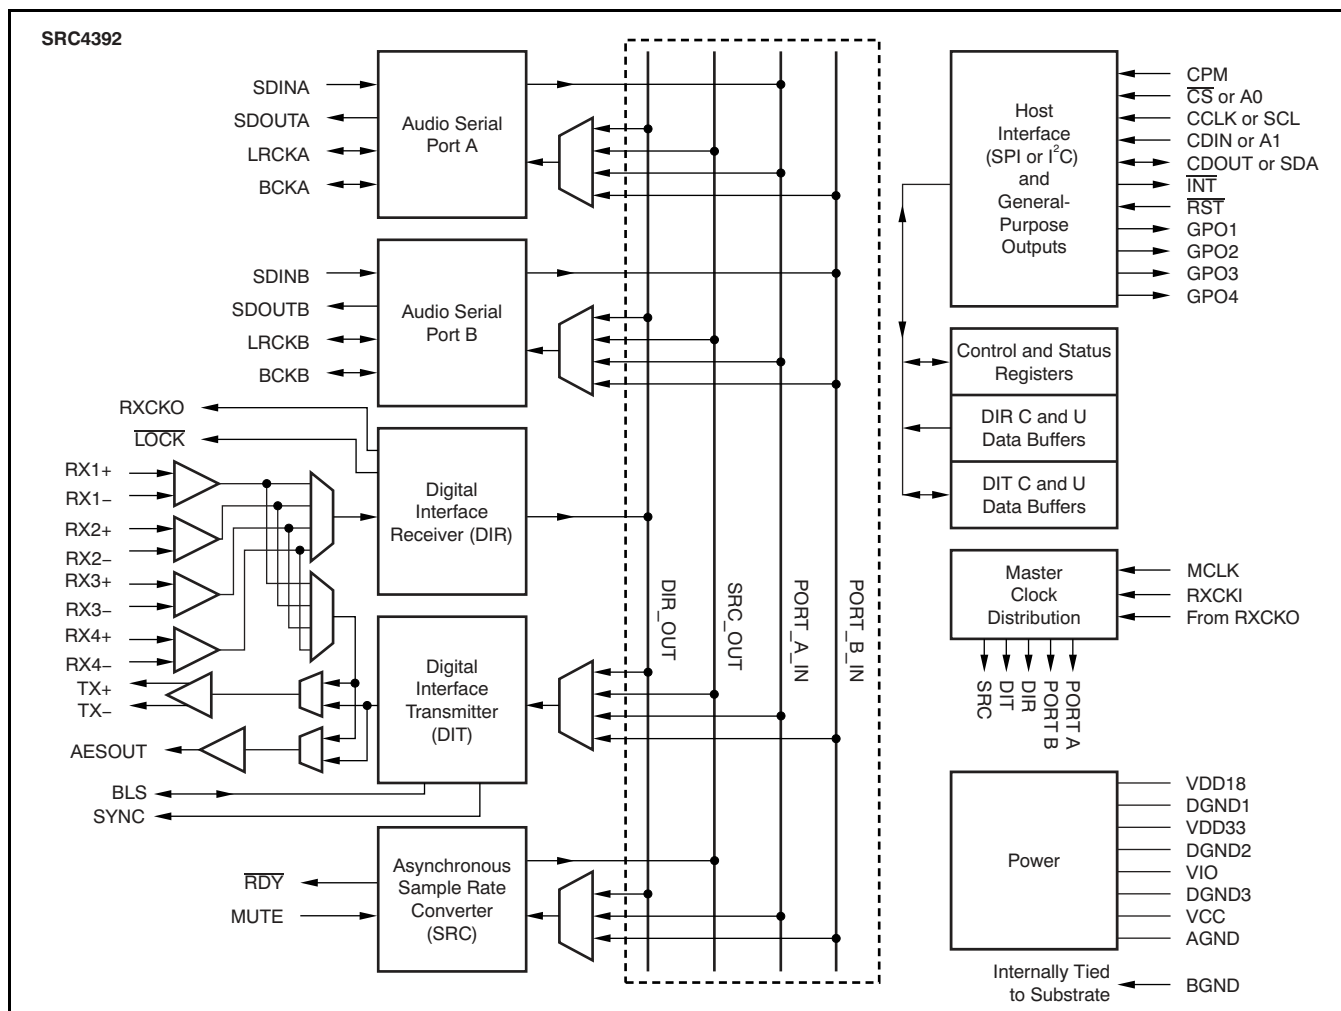 SRC4392
SDINA
SDOUTA
LRCKA
BCKA
Audio Serial
Port A
SDINB
SDOUTB
LRCKB
BCKB
Audio Serial
Port B
RXCKO
LOCK
RX1+
RX1−
RX2+
RX2−
RX3+
RX3−
RX4+
RX4−
TX+
TX−
AESOUT
BLS
SYNC
Digital
Interface
Receiver (DIR)
Digital
Interface
Transmitter
(DIT)
RDY
MUTE
Asynchronous
Sample Rate
Converter
(SRC)
DIR_OUT
SRC_OUT
PORT_A_IN
PORT_B_IN
Host
Interface
(SPI or I²C)
and
General-
Purpose
Outputs
CPM
CS or A0
CCLK or SCL
CDIN or A1
CDOUT or SDA
INT
RST
GPO1
GPO2
GPO3
GPO4
Control and Status
Registers
DIR C and U
Data Buffers
DIT C and U
Data Buffers
Master
Clock
Distribution
MCLK
RXCKI
From RXCKO
SRC
DIT
DIR
PORT B
PORT A
Power
VDD18
DGND1
VDD33
DGND2
VIO
DGND3
VCC
AGND
Internally Tied
to Substrate
BGND